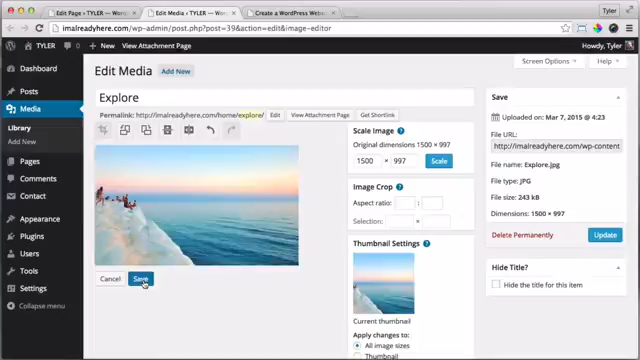 Edit Page ‹ TYLER — Word
Edit Media ‹ TYLER — Wor
Create a WordPress Webs
Tyler
imalreadyhere.com/wp-admin/post.php?post=39&action=edit&image-editor
TYLER
0
New
View Attachment Page
Howdy, Tyler
Dashboard
Posts
Media
Library
Add New
Pages
Comments
Contact
Appearance
Plugins
Users
Tools
Settings
Collapse menu
Screen Options
Help
Edit Media
Add New
Explore
Permalink: http://imalreadyhere.com/home/explore/
Edit
View Attachment Page
Get Shortlink
Cancel
Save
Scale Image
Original dimensions 1500 × 997
1500 × 997
Scale
Image Crop
Aspect ratio:
:
Selection:
×
Thumbnail Settings
Current thumbnail
Apply changes to:
All image sizes
Thumbnail
Save
Uploaded on: Mar 7, 2015 @ 4:23
File URL:
http://imalreadyhere.com/wp-content
File name: Explore.jpg
File type: JPG
File size: 243 kB
Dimensions: 1500 × 997
Delete Permanently
Update
Hide Title?
Hide the title for this item